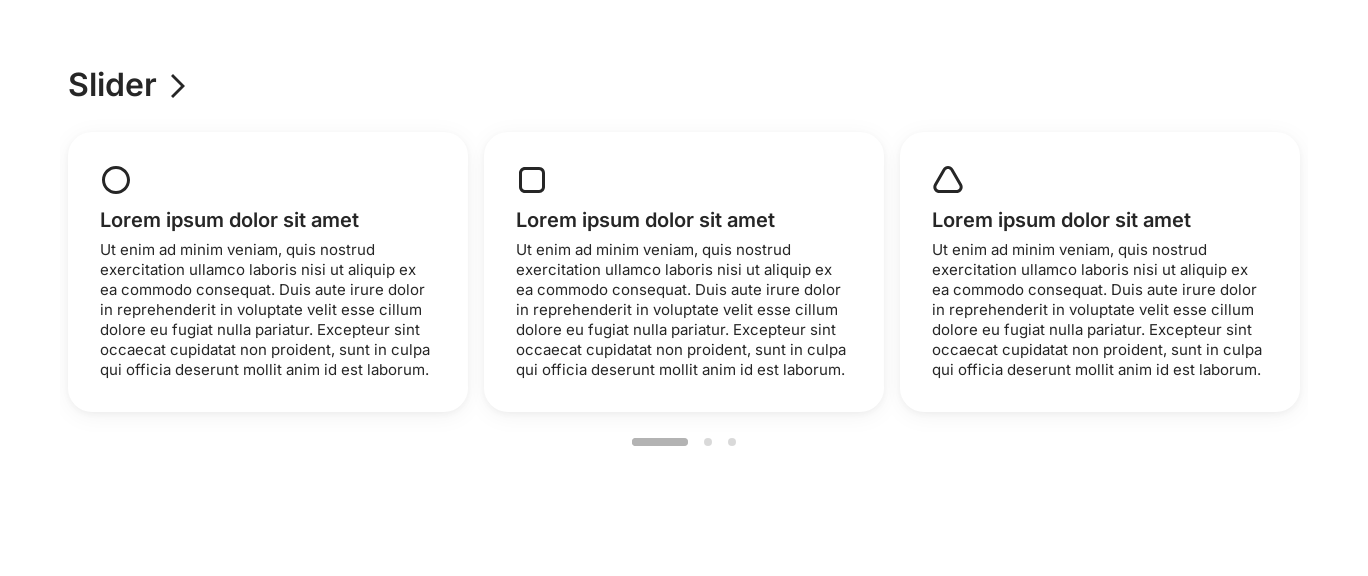 Slider
Lorem ipsum dolor sit amet
Ut enim ad minim veniam, quis nostrud
exercitation ullamco laboris nisi ut aliquip ex
ea commodo consequat. Duis aute irure dolor
in reprehenderit in voluptate velit esse cillum
dolore eu fugiat nulla pariatur. Excepteur sint
occaecat cupidatat non proident, sunt in culpa
qui officia deserunt mollit anim id est laborum.
Lorem ipsum dolor sit amet
Ut enim ad minim veniam, quis nostrud
exercitation ullamco laboris nisi ut aliquip ex
ea commodo consequat. Duis aute irure dolor
in reprehenderit in voluptate velit esse cillum
dolore eu fugiat nulla pariatur. Excepteur sint
occaecat cupidatat non proident, sunt in culpa
qui officia deserunt mollit anim id est laborum.
Lorem ipsum dolor sit amet
Ut enim ad minim veniam, quis nostrud
exercitation ullamco laboris nisi ut aliquip ex
ea commodo consequat. Duis aute irure dolor
in reprehenderit in voluptate velit esse cillum
dolore eu fugiat nulla pariatur. Excepteur sint
occaecat cupidatat non proident, sunt in culpa
qui officia deserunt mollit anim id est laborum.